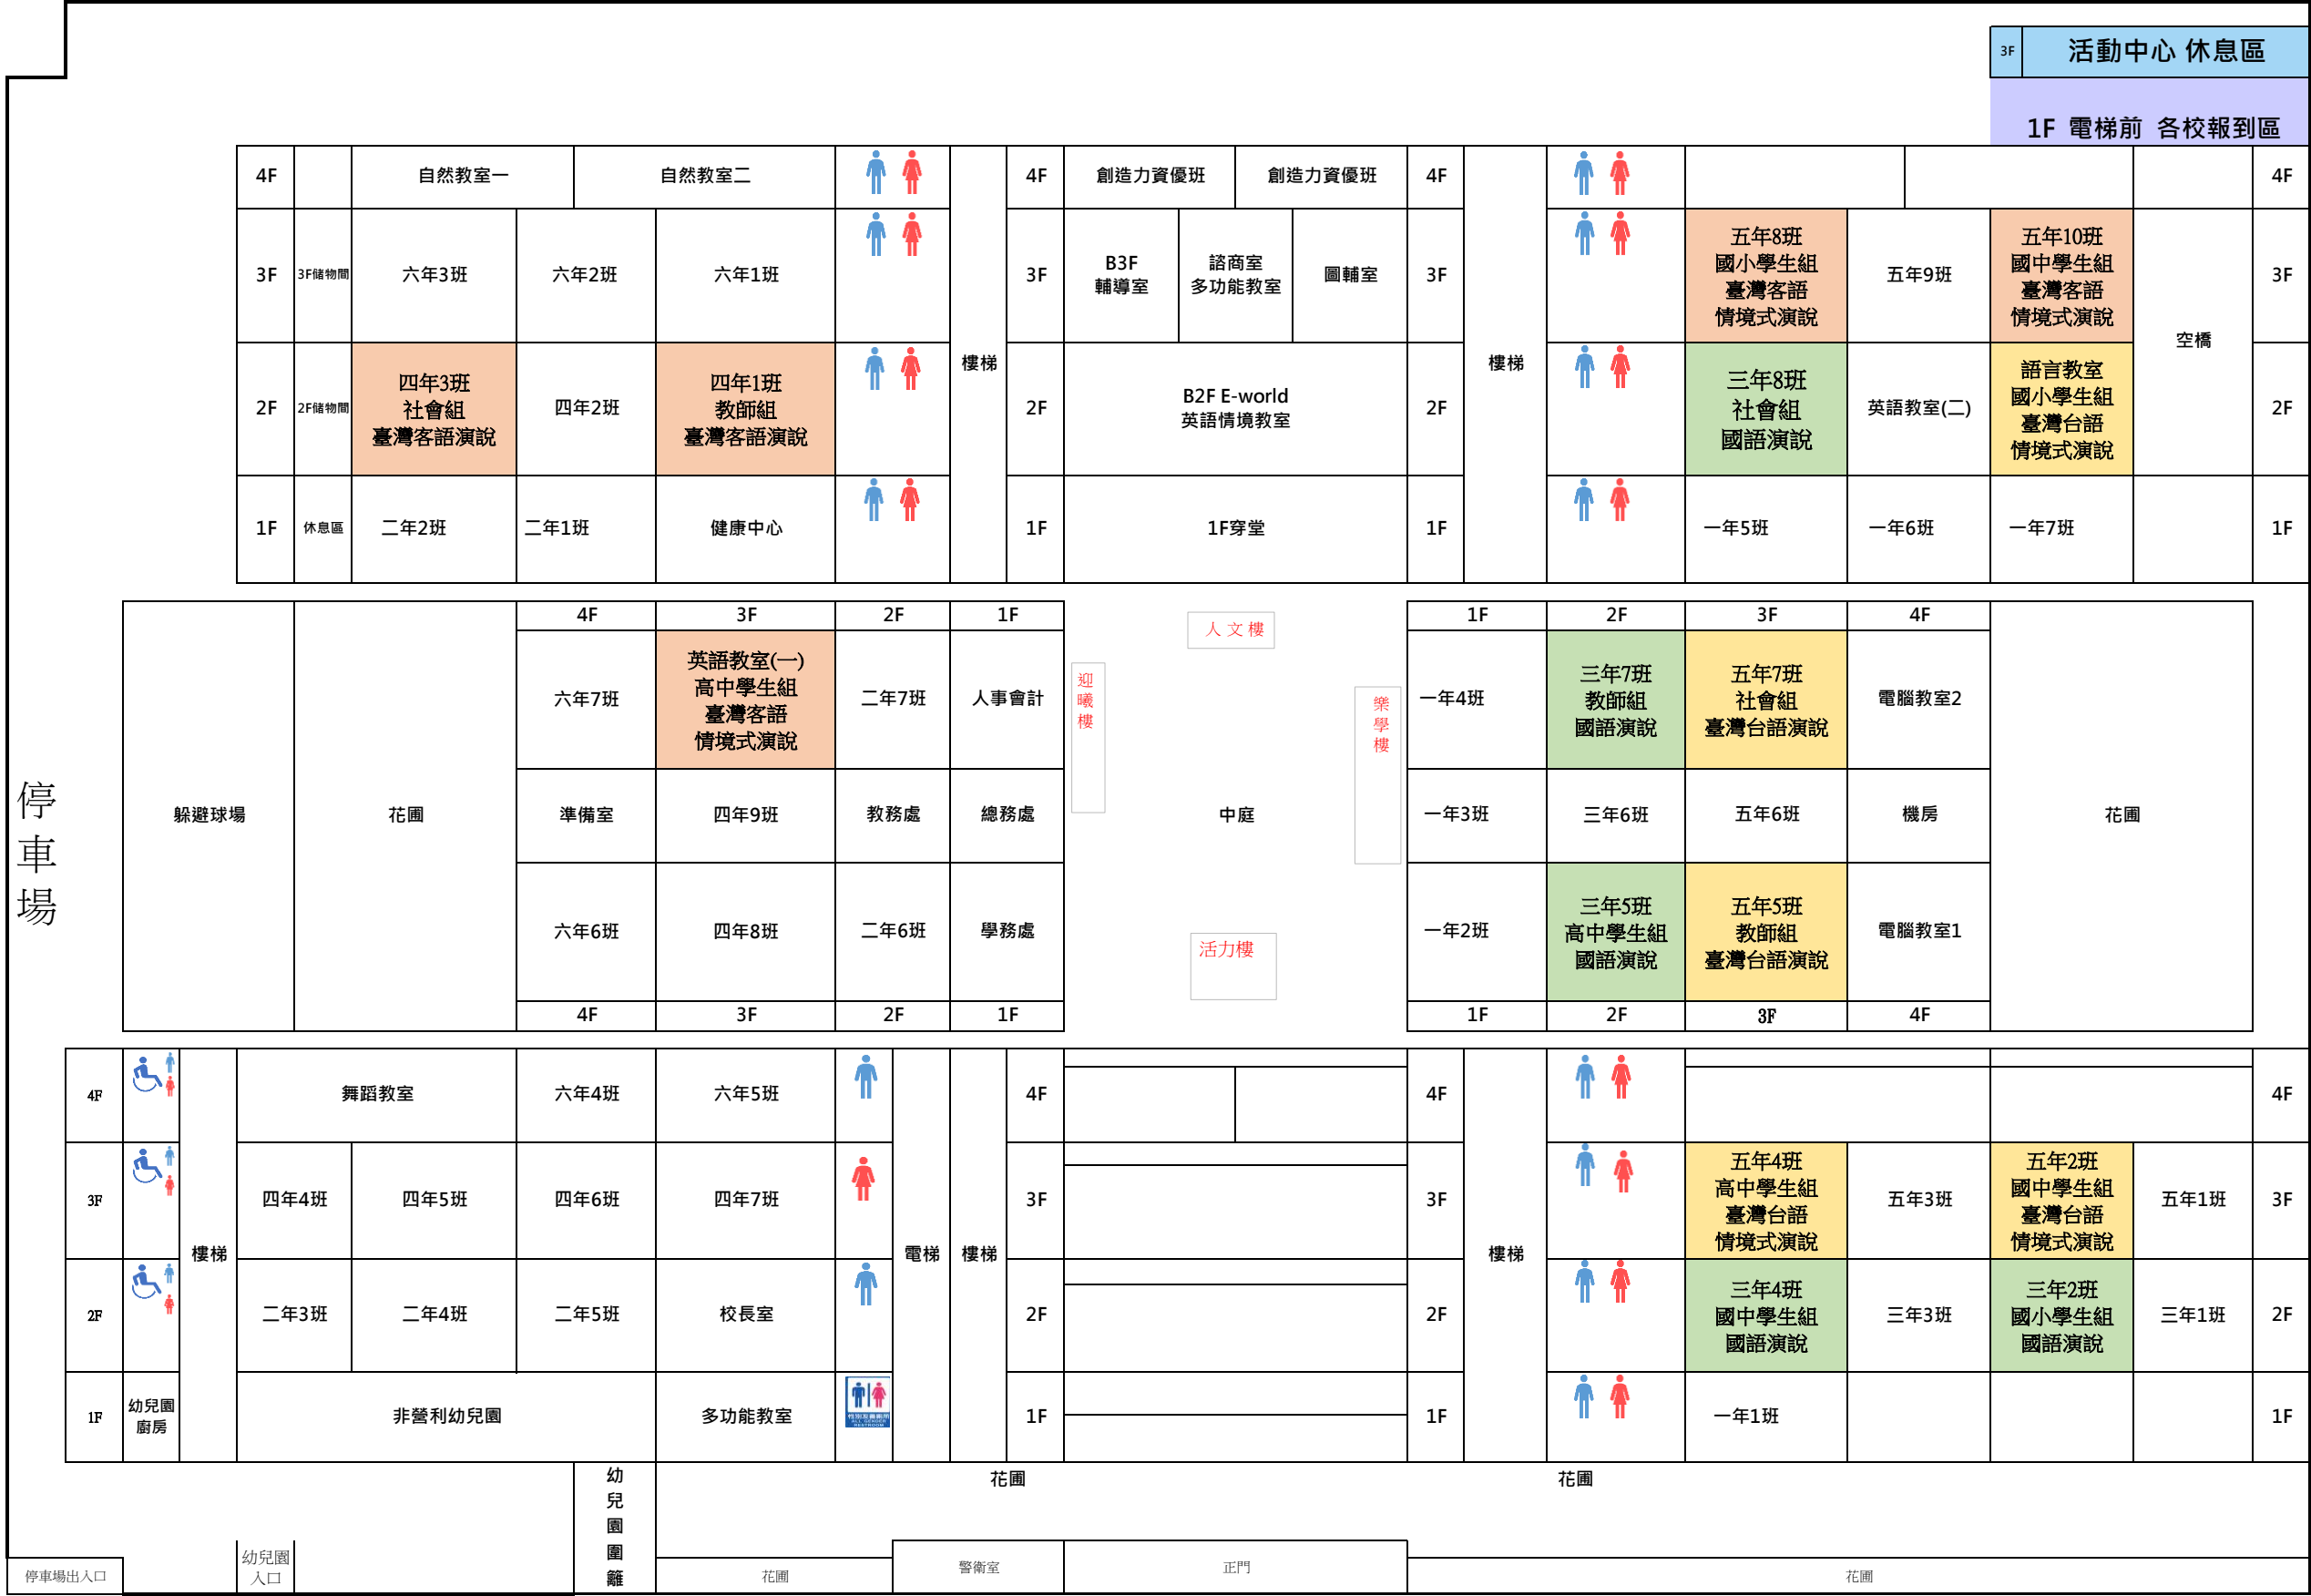 3F 活動中心 休息區
1F 電梯前 各校報到區
4F 自然教室一 自然教室二 4F 創造力資優班 創造力資優班 4F 4F
3F 3F儲物間 六年3班 六年2班 六年1班 3F
B3F
輔導室
諮商室
多功能教室
圖輔室 3F
五年8班
國小學生組
臺灣客語
情境式演說
五年9班
五年10班
國中學生組
臺灣客語
情境式演說
3F
樓梯
樓梯
空橋
2F 2F儲物間
四年3班
社會組
臺灣客語演說
四年2班
四年1班
教師組
臺灣客語演說
2F
B2F E-world
英語情境教室
2F
三年8班
社會組
國語演說
英語教室(二)
語言教室
國小學生組
臺灣台語
情境式演說
2F
1F 休息區 二年2班 二年1班 健康中心 1F 1F穿堂 1F 一年5班 一年6班 一年7班 1F
停車場
躲避球場
花圃
4F 3F 2F 1F
六年7班
英語教室(一)
高中學生組
臺灣客語
情境式演說
二年7班
人事會計
準備室 四年9班 教務處 總務處
六年6班 四年8班 二年6班 學務處
4F 3F 2F 1F
人文樓
迎曦樓
樂學樓
中庭
活力樓
1F 2F 3F 4F
一年4班
三年7班
教師組
國語演說
五年7班
社會組
臺灣台語演說
電腦教室2
一年3班 三年6班 五年6班 機房
一年2班
三年5班
高中學生組
國語演說
五年5班
教師組
臺灣台語演說
電腦教室1
1F 2F 3F 4F
花圃
4F 舞蹈教室 六年4班 六年5班 4F 4F 4F
3F 四年4班 四年5班 四年6班 四年7班 3F 3F
五年4班
高中學生組
臺灣台語
情境式演說
五年3班
五年2班
國中學生組
臺灣台語
情境式演說
五年1班 3F
樓梯
電梯
樓梯
樓梯
2F 二年3班 二年4班 二年5班 校長室 2F 2F
三年4班
國中學生組
國語演說
三年3班
三年2班
國小學生組
國語演說
三年1班 2F
1F
幼兒園
廚房
非營利幼兒園 多功能教室 1F 1F 一年1班 1F
幼兒園圍籬
花圃
花圃
停車場出入口
幼兒園
入口
花圃
警衛室
正門
花圃